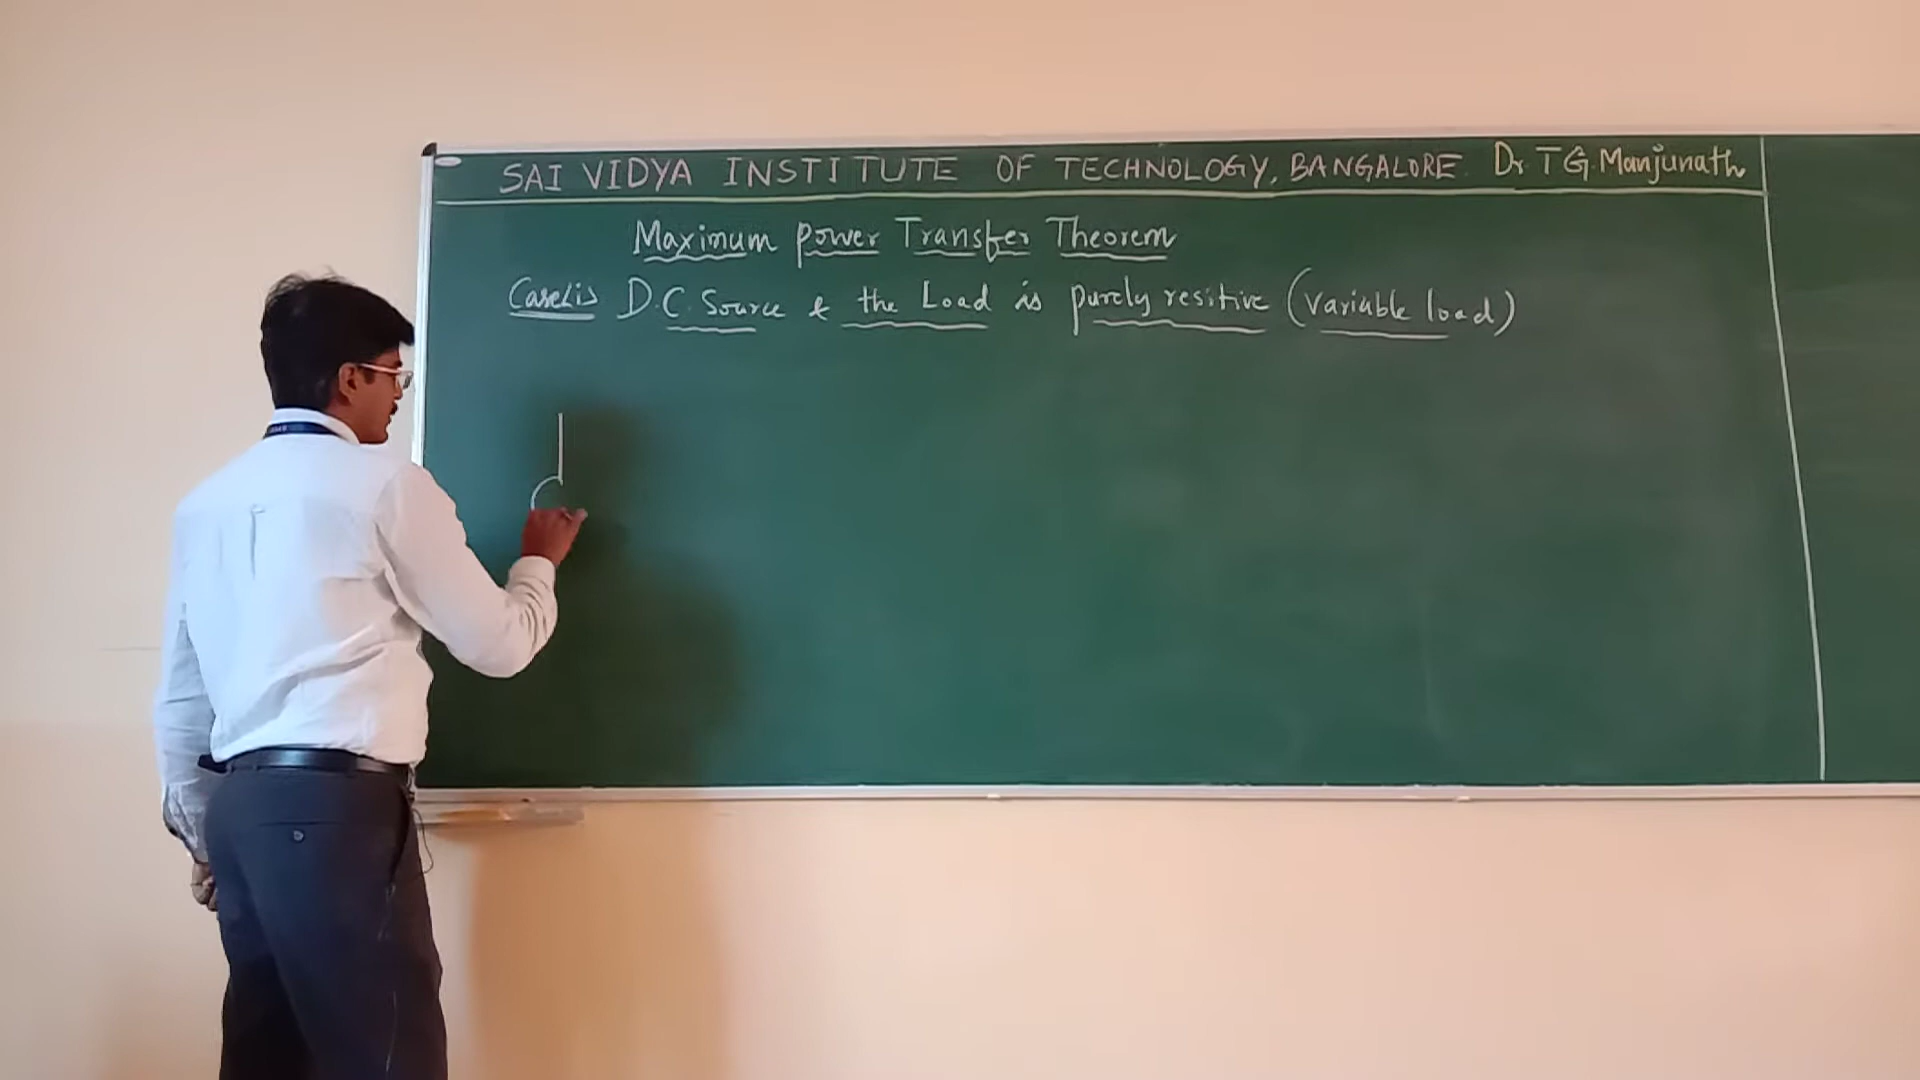 SAI VIDYA INSTITUTE OF TECHNOLOGY, BANGALORE. Dr T G. Manjunath
Maximum power Transfer Theorem
D.C. Source & the Load is purely resitive (variable load)